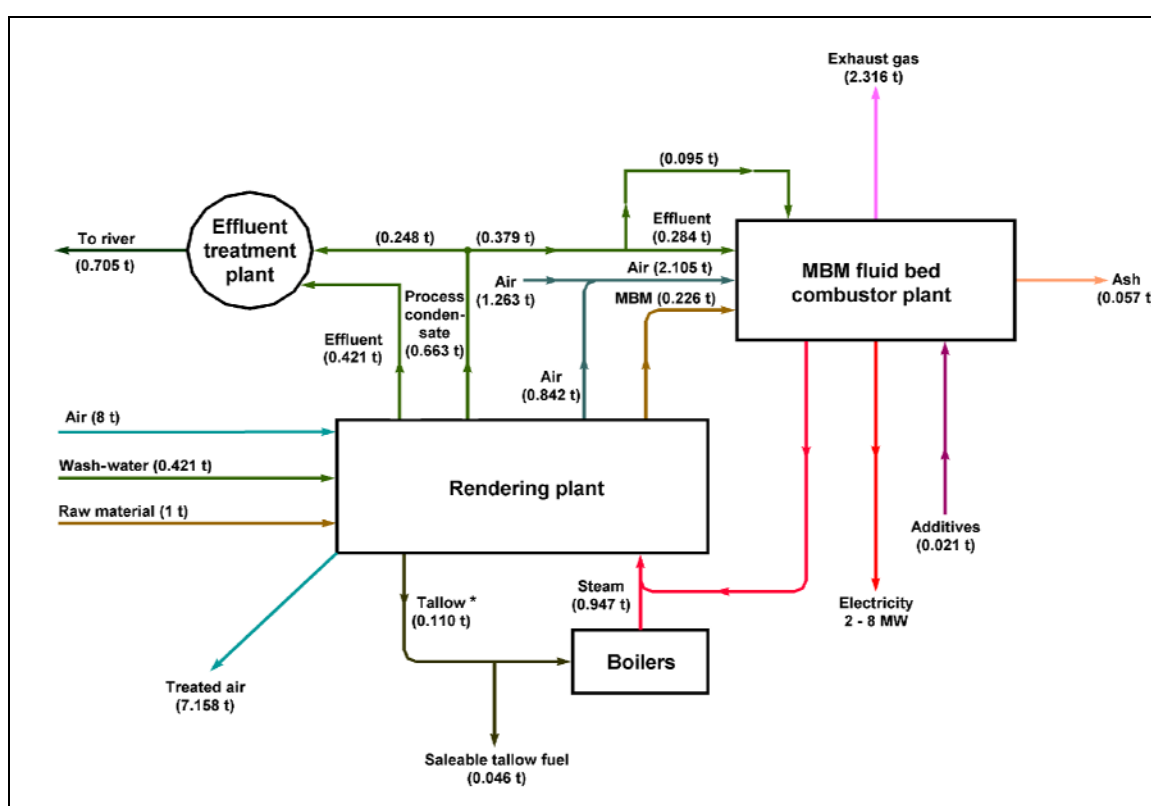 Exhaust gas
(2.316 t)
(0.095 t)
Effluent
treatment
plant
To river
(0.705 t)
(0.248 t)
(0.379 t)
Effluent
(0.284 t)
MBM fluid bed
combustor plant
Air (2.105 t)
Air
(1.263 t)
MBM (0.226 t)
Ash
(0.057 t)
Process
conden-
sate
(0.663 t)
Effluent
(0.421 t)
Air
(0.842 t)
Air (8 t)
Wash-water (0.421 t)
Raw material (1 t)
Rendering plant
Additives
(0.021 t)
Steam
(0.947 t)
Electricity
2 - 8 MW
Tallow *
(0.110 t)
Boilers
Treated air
(7.158 t)
Saleable tallow fuel
(0.046 t)